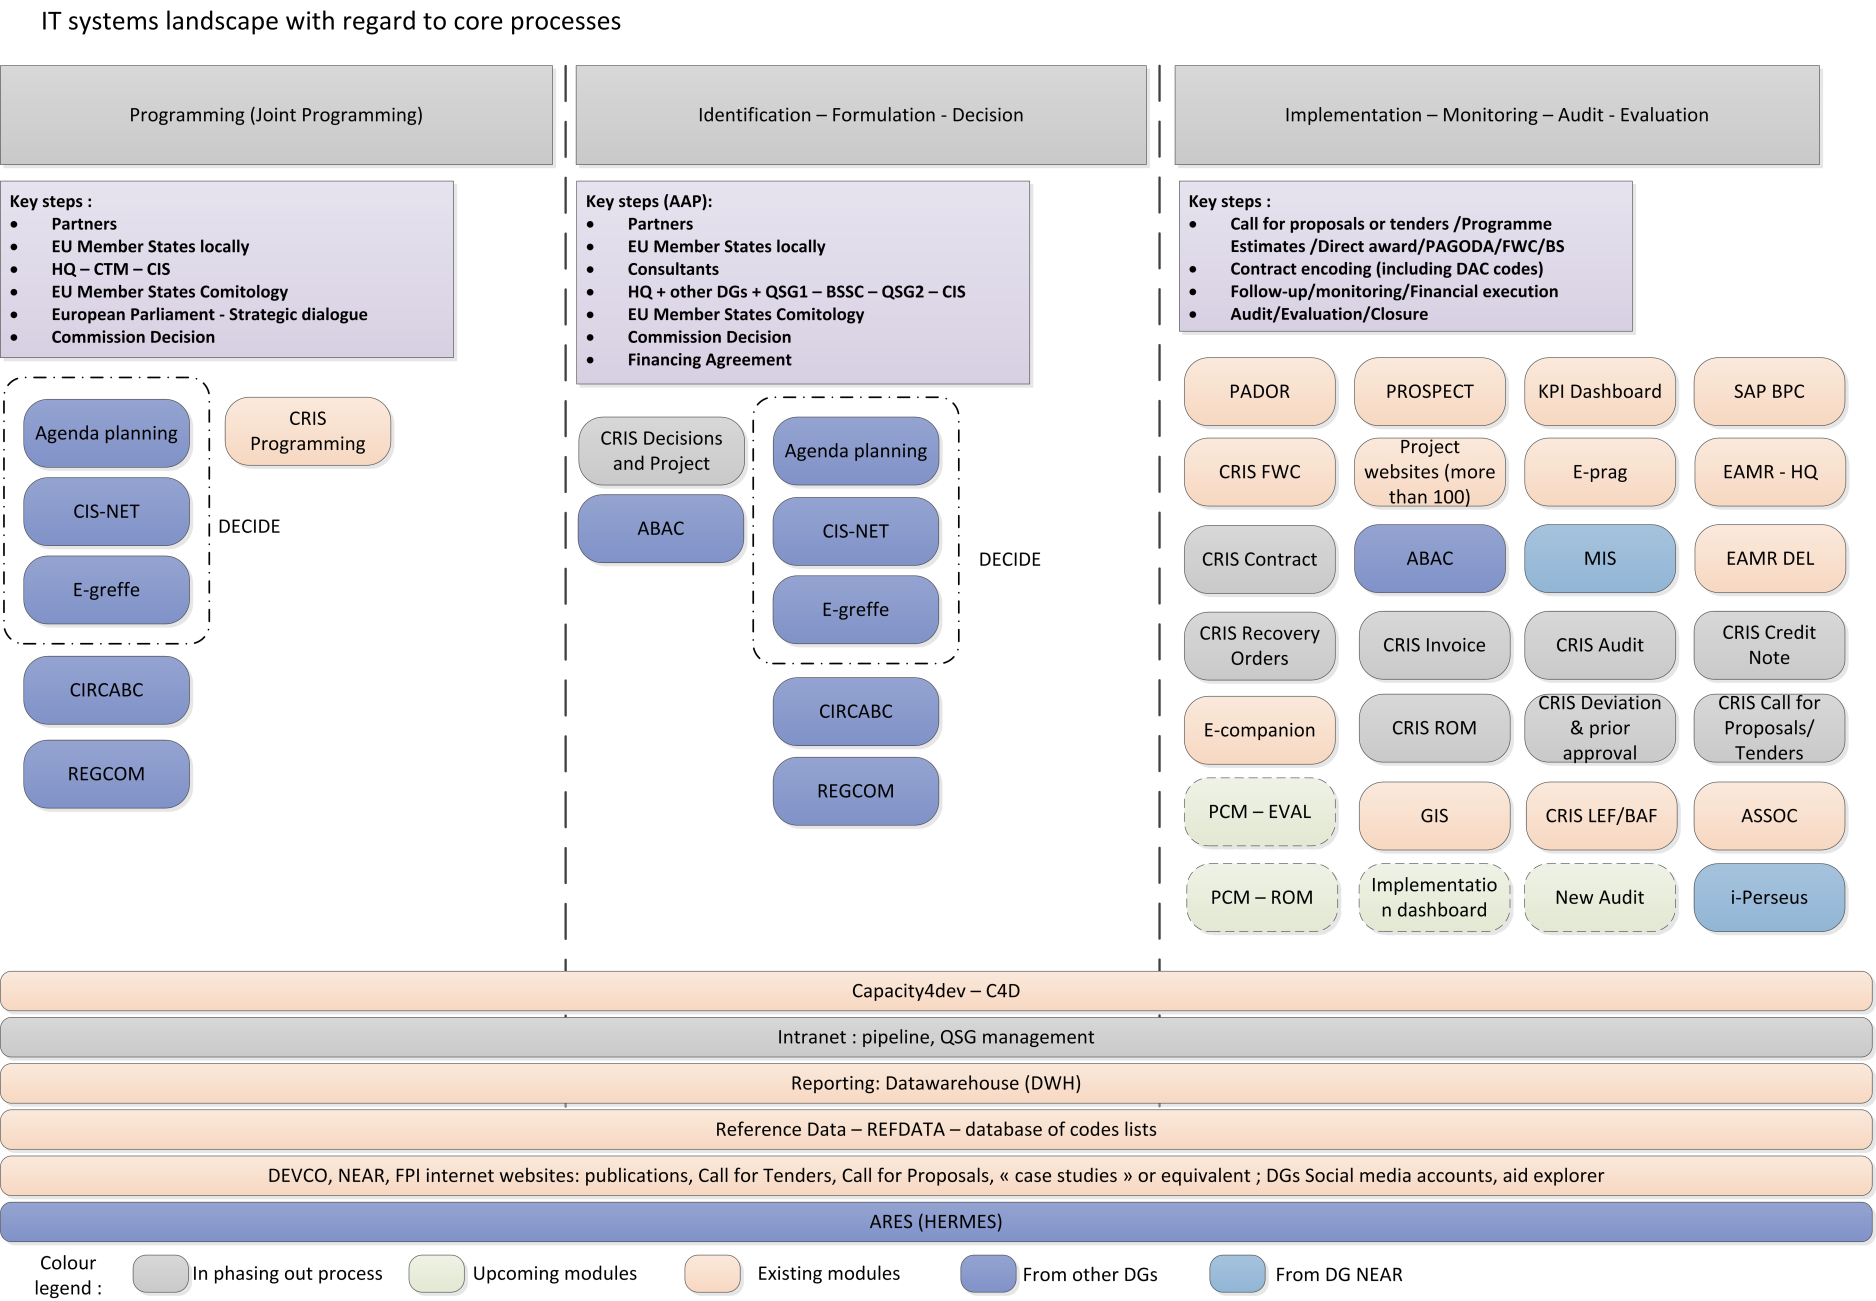 IT systems landscape with regard to core processes
Programming (Joint Programming)
Identification – Formulation - Decision
Implementation – Monitoring – Audit - Evaluation
Key steps :
• Partners
• EU Member States locally
• HQ – CTM – CIS
• EU Member States Comitology
• European Parliament - Strategic dialogue
• Commission Decision
Key steps (AAP):
• Partners
• EU Member States locally
• Consultants
• HQ + other DGs + QSG1 – BSSC – QSG2 – CIS
• EU Member States Comitology
• Commission Decision
• Financing Agreement
Key steps :
• Call for proposals or tenders /Programme
Estimates /Direct award/PAGODA/FWC/BS
• Contract encoding (including DAC codes)
• Follow-up/monitoring/Financial execution
• Audit/Evaluation/Closure
Agenda planning
CIS-NET
E-greffe
DECIDE
CRIS
Programming
CIRCABC
REGCOM
CRIS Decisions
and Project
ABAC
Agenda planning
CIS-NET
E-greffe
DECIDE
CIRCABC
REGCOM
PADOR
PROSPECT
KPI Dashboard
SAP BPC
CRIS FWC
Project
websites (more
than 100)
E-prag
EAMR - HQ
CRIS Contract
ABAC
MIS
EAMR DEL
CRIS Recovery
Orders
CRIS Invoice
CRIS Audit
CRIS Credit
Note
E-companion
CRIS ROM
CRIS Deviation
& prior
approval
CRIS Call for
Proposals/
Tenders
PCM – EVAL
GIS
CRIS LEF/BAF
ASSOC
PCM – ROM
Implementatio
n dashboard
New Audit
i-Perseus
Capacity4dev – C4D
Intranet : pipeline, QSG management
Reporting: Datawarehouse (DWH)
Reference Data – REFDATA – database of codes lists
DEVCO, NEAR, FPI internet websites: publications, Call for Tenders, Call for Proposals, « case studies » or equivalent ; DGs Social media accounts, aid explorer
ARES (HERMES)
Colour
legend :
In phasing out process
Upcoming modules
Existing modules
From other DGs
From DG NEAR